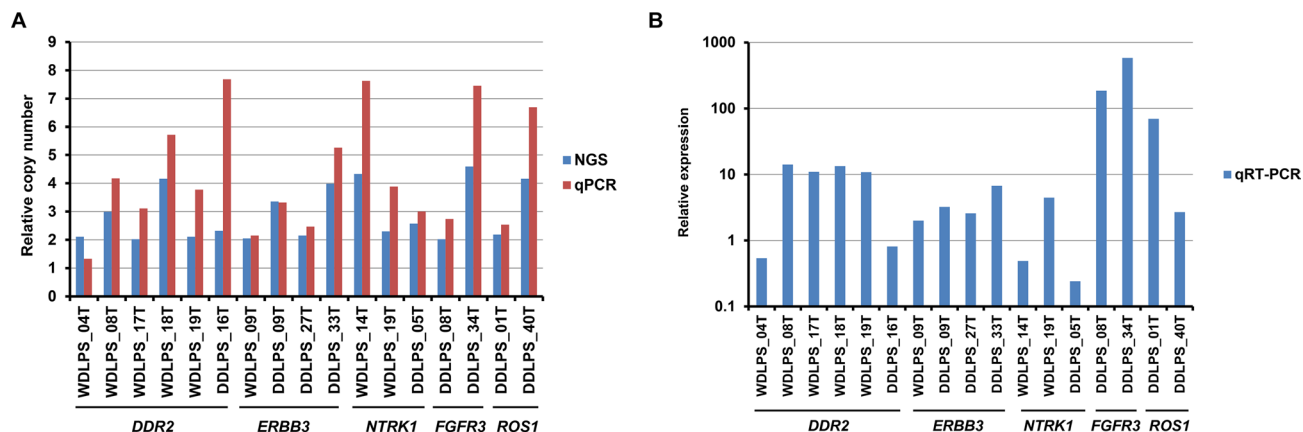 A
Relative copy number
9
8
7
6
5
4
3
2
1
0
NGS
qPCR
WDLPS_04T
WDLPS_08T
WDLPS_17T
WDLPS_18T
WDLPS_19T
DDLPS_16T
WDLPS_09T
DDLPS_09T
DDLPS_27T
DDLPS_33T
WDLPS_14T
WDLPS_19T
DDLPS_05T
DDLPS_08T
DDLPS_34T
DDLPS_01T
DDLPS_40T
DDR2 ERBB3 NTRK1 FGFR3 ROS1
B
Relative expression
1000
100
10
1
0.1
qRT-PCR
WDLPS_04T
WDLPS_08T
WDLPS_17T
WDLPS_18T
WDLPS_19T
DDLPS_16T
WDLPS_09T
DDLPS_09T
DDLPS_27T
DDLPS_33T
WDLPS_14T
WDLPS_19T
DDLPS_05T
DDLPS_08T
DDLPS_34T
DDLPS_01T
DDLPS_40T
DDR2 ERBB3 NTRK1 FGFR3 ROS1